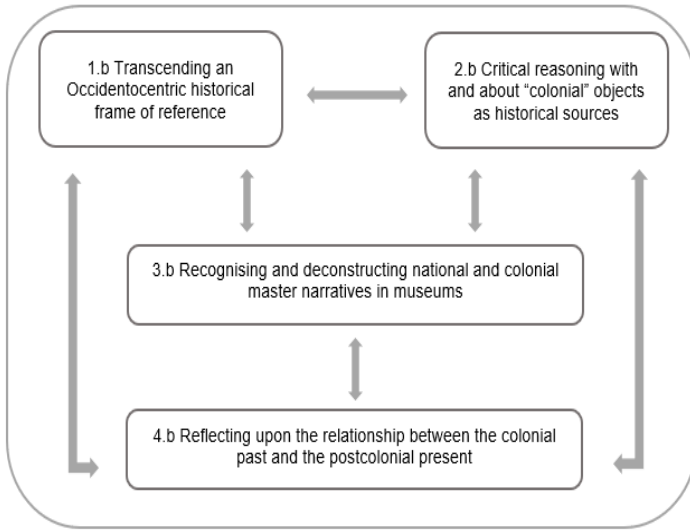 1.b Transcending an
Occidentocentric historical
frame of reference
2.b Critical reasoning with
and about “colonial” objects
as historical sources
3.b Recognising and deconstructing national and colonial
master narratives in museums
4.b Reflecting upon the relationship between the colonial
past and the postcolonial present